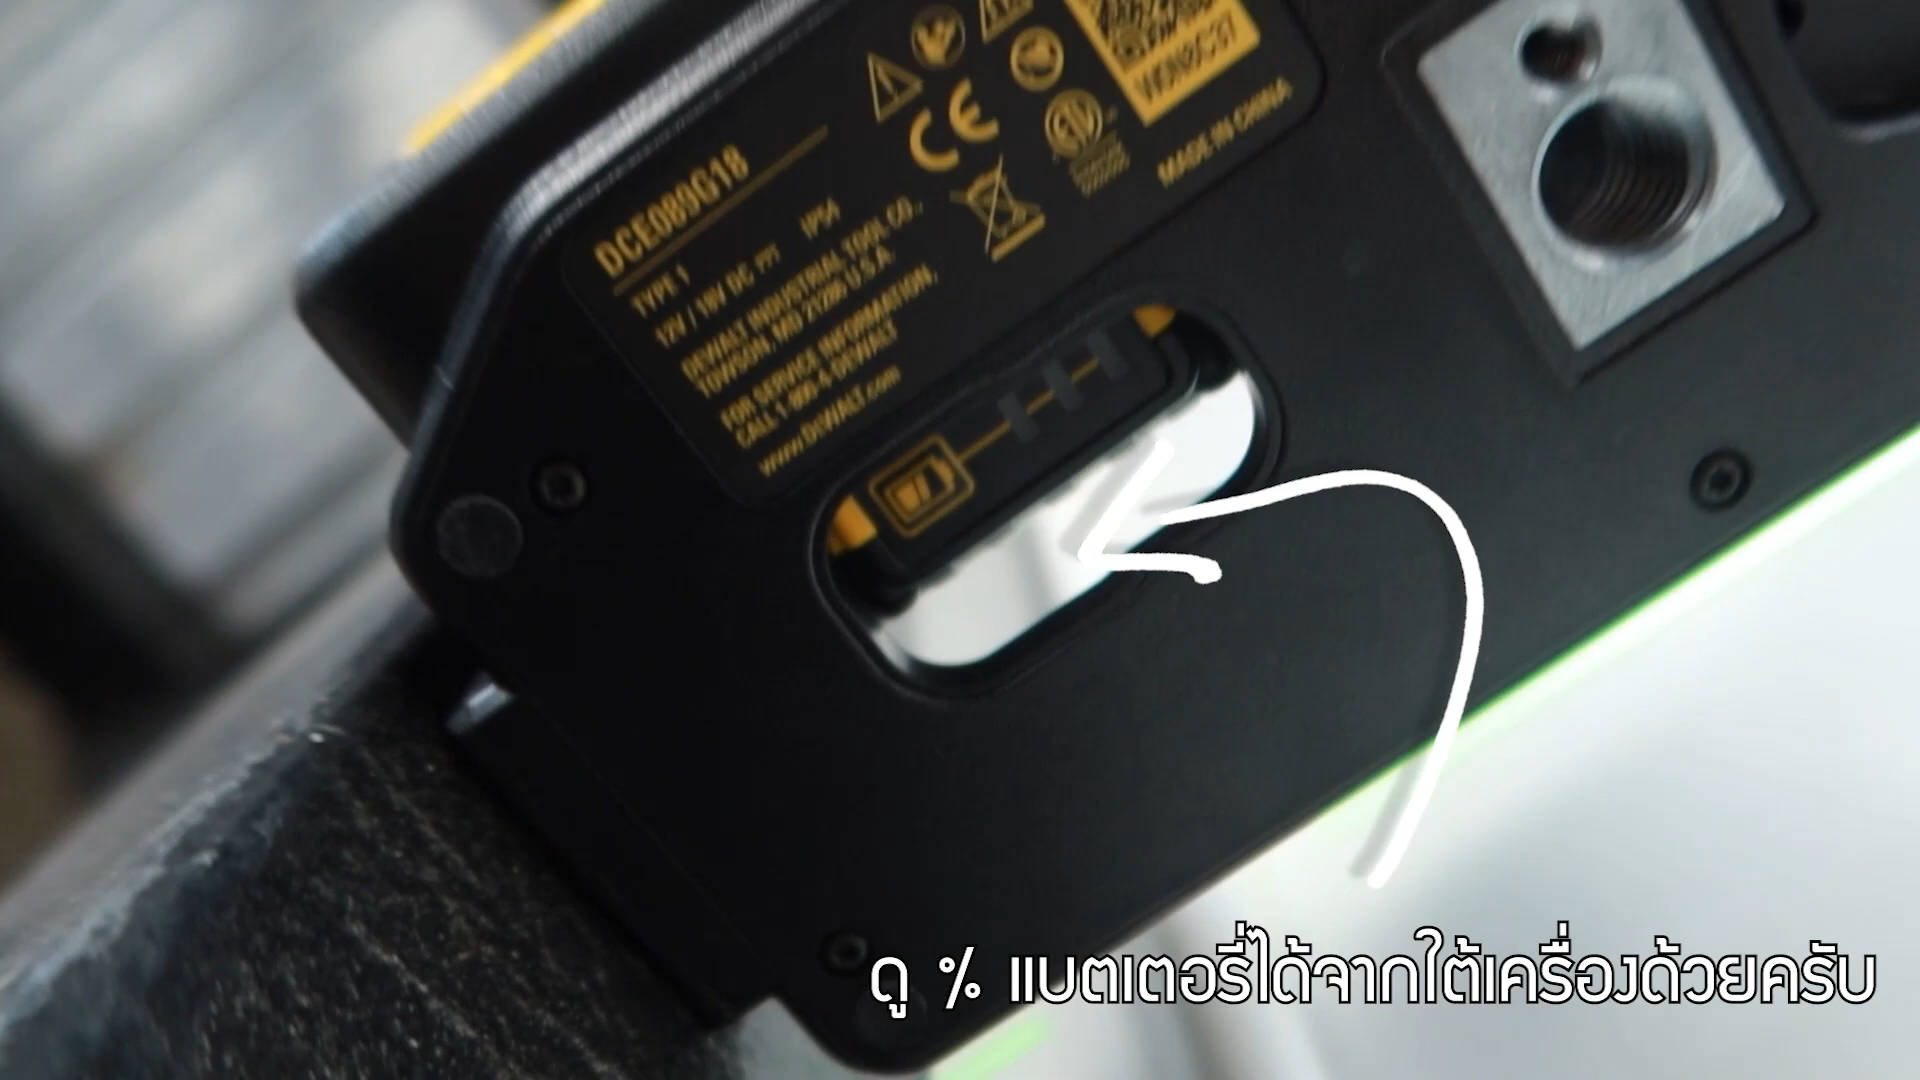 WON8C37
MADE IN CHINA
DCE089G18
TYPE 1
12V / 18V DC IP54
DEWALT INDUSTRIAL TOOL CO.,
TOWSON, MD 21286 U.S.A.
FOR SERVICE INFORMATION,
CALL 1-800-4-DEWALT
www.DEWALT.com
ดู % แบตเตอรี่ได้จากใต้เครื่องด้วยครับ